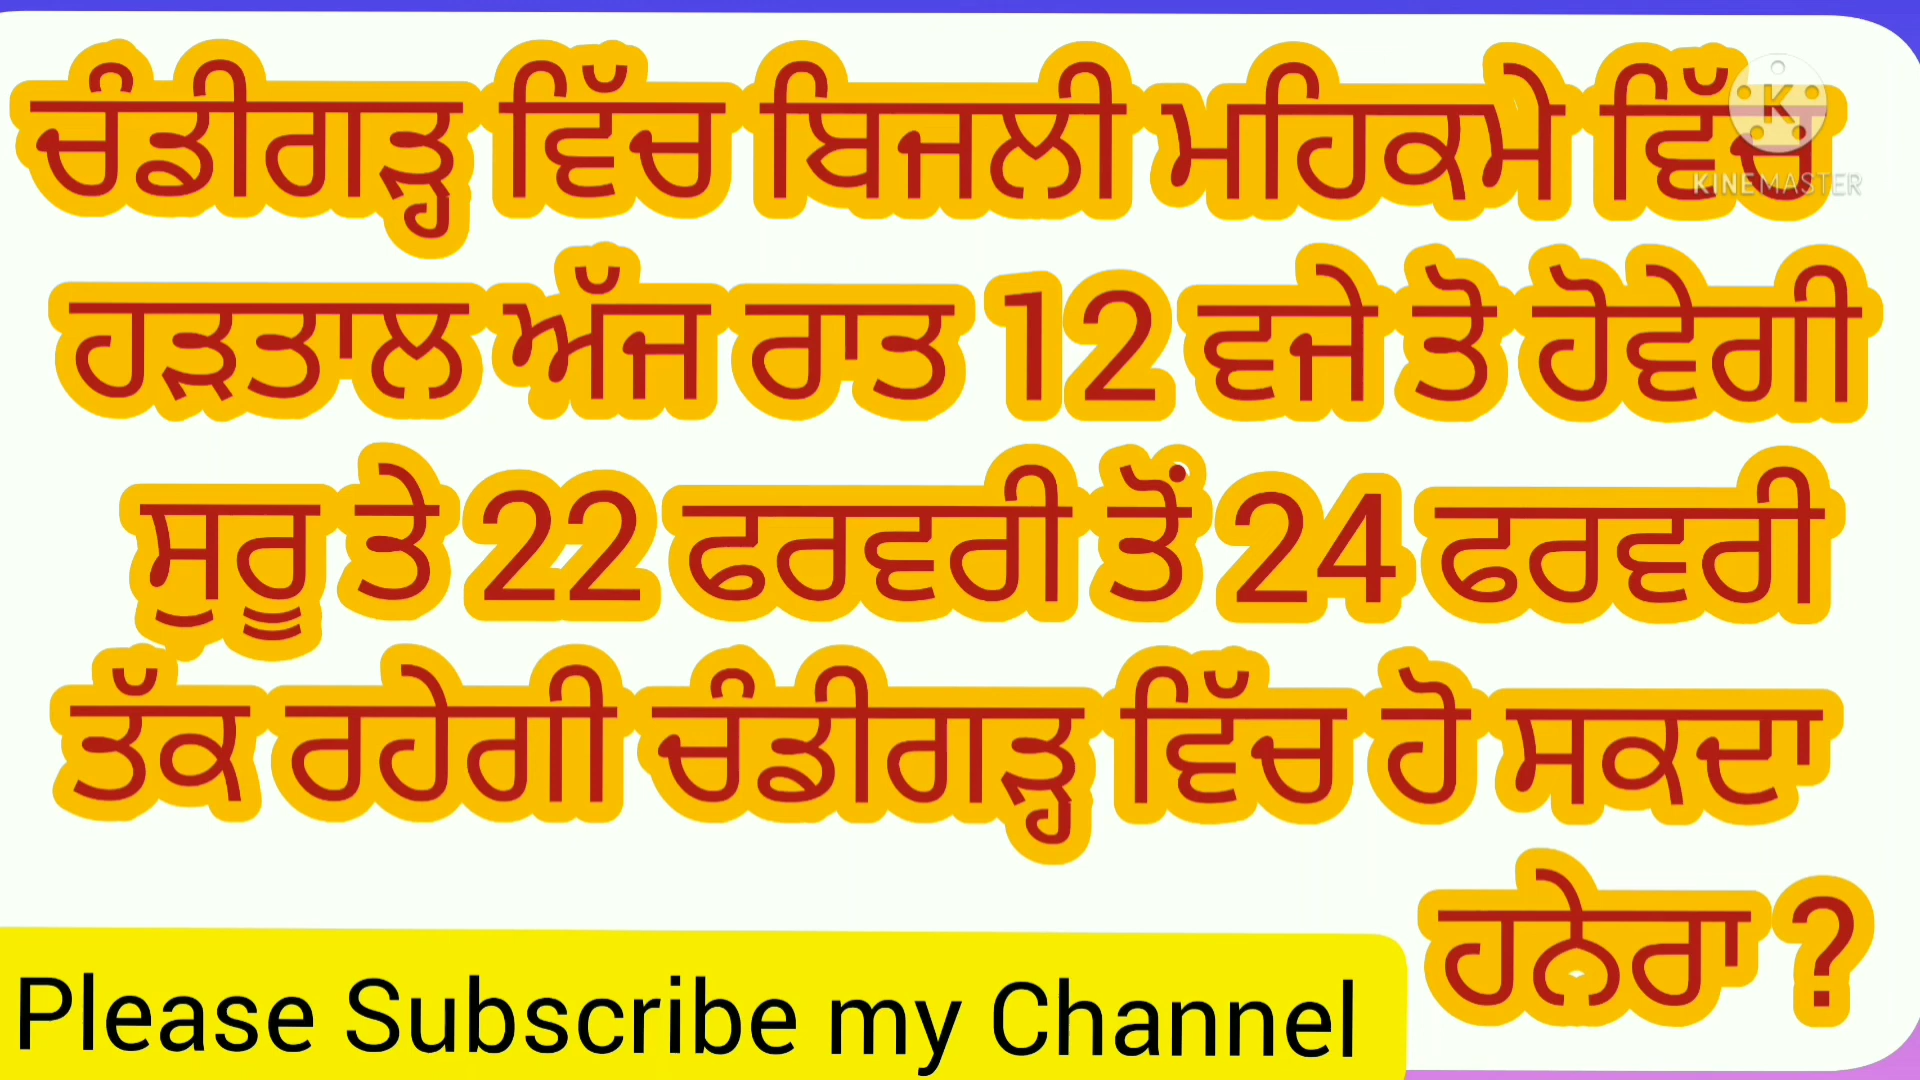 ਚੰਡੀਗੜ੍ਹ ਵਿੱਚ ਬਿਜਲੀ ਮਹਿਕਮੇ ਵਿੱਚ
ਹੜਤਾਲ ਅੱਜ ਰਾਤ 12 ਵਜੇ ਤੋ ਹੋਵੇਗੀ
ਸੁਰੂ ਤੇ 22 ਫਰਵਰੀ ਤੋਂ 24 ਫਰਵਰੀ
ਤੱਕ ਰਹੇਗੀ ਚੰਡੀਗੜ੍ਹ ਵਿੱਚ ਹੋ ਸਕਦਾ
ਹਨੇਰਾ ?
Please Subscribe my Channel
K
KINEMASTER